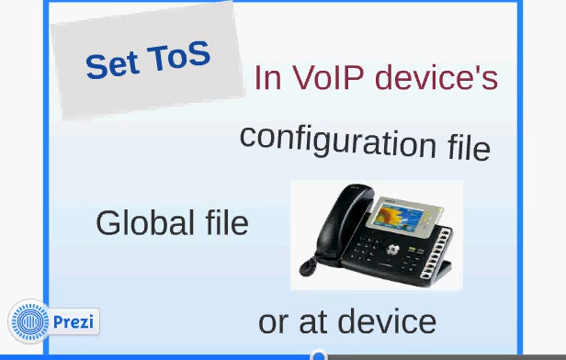 Set ToS
In VoIP device's
configuration file
Global file
or at device
Prezi